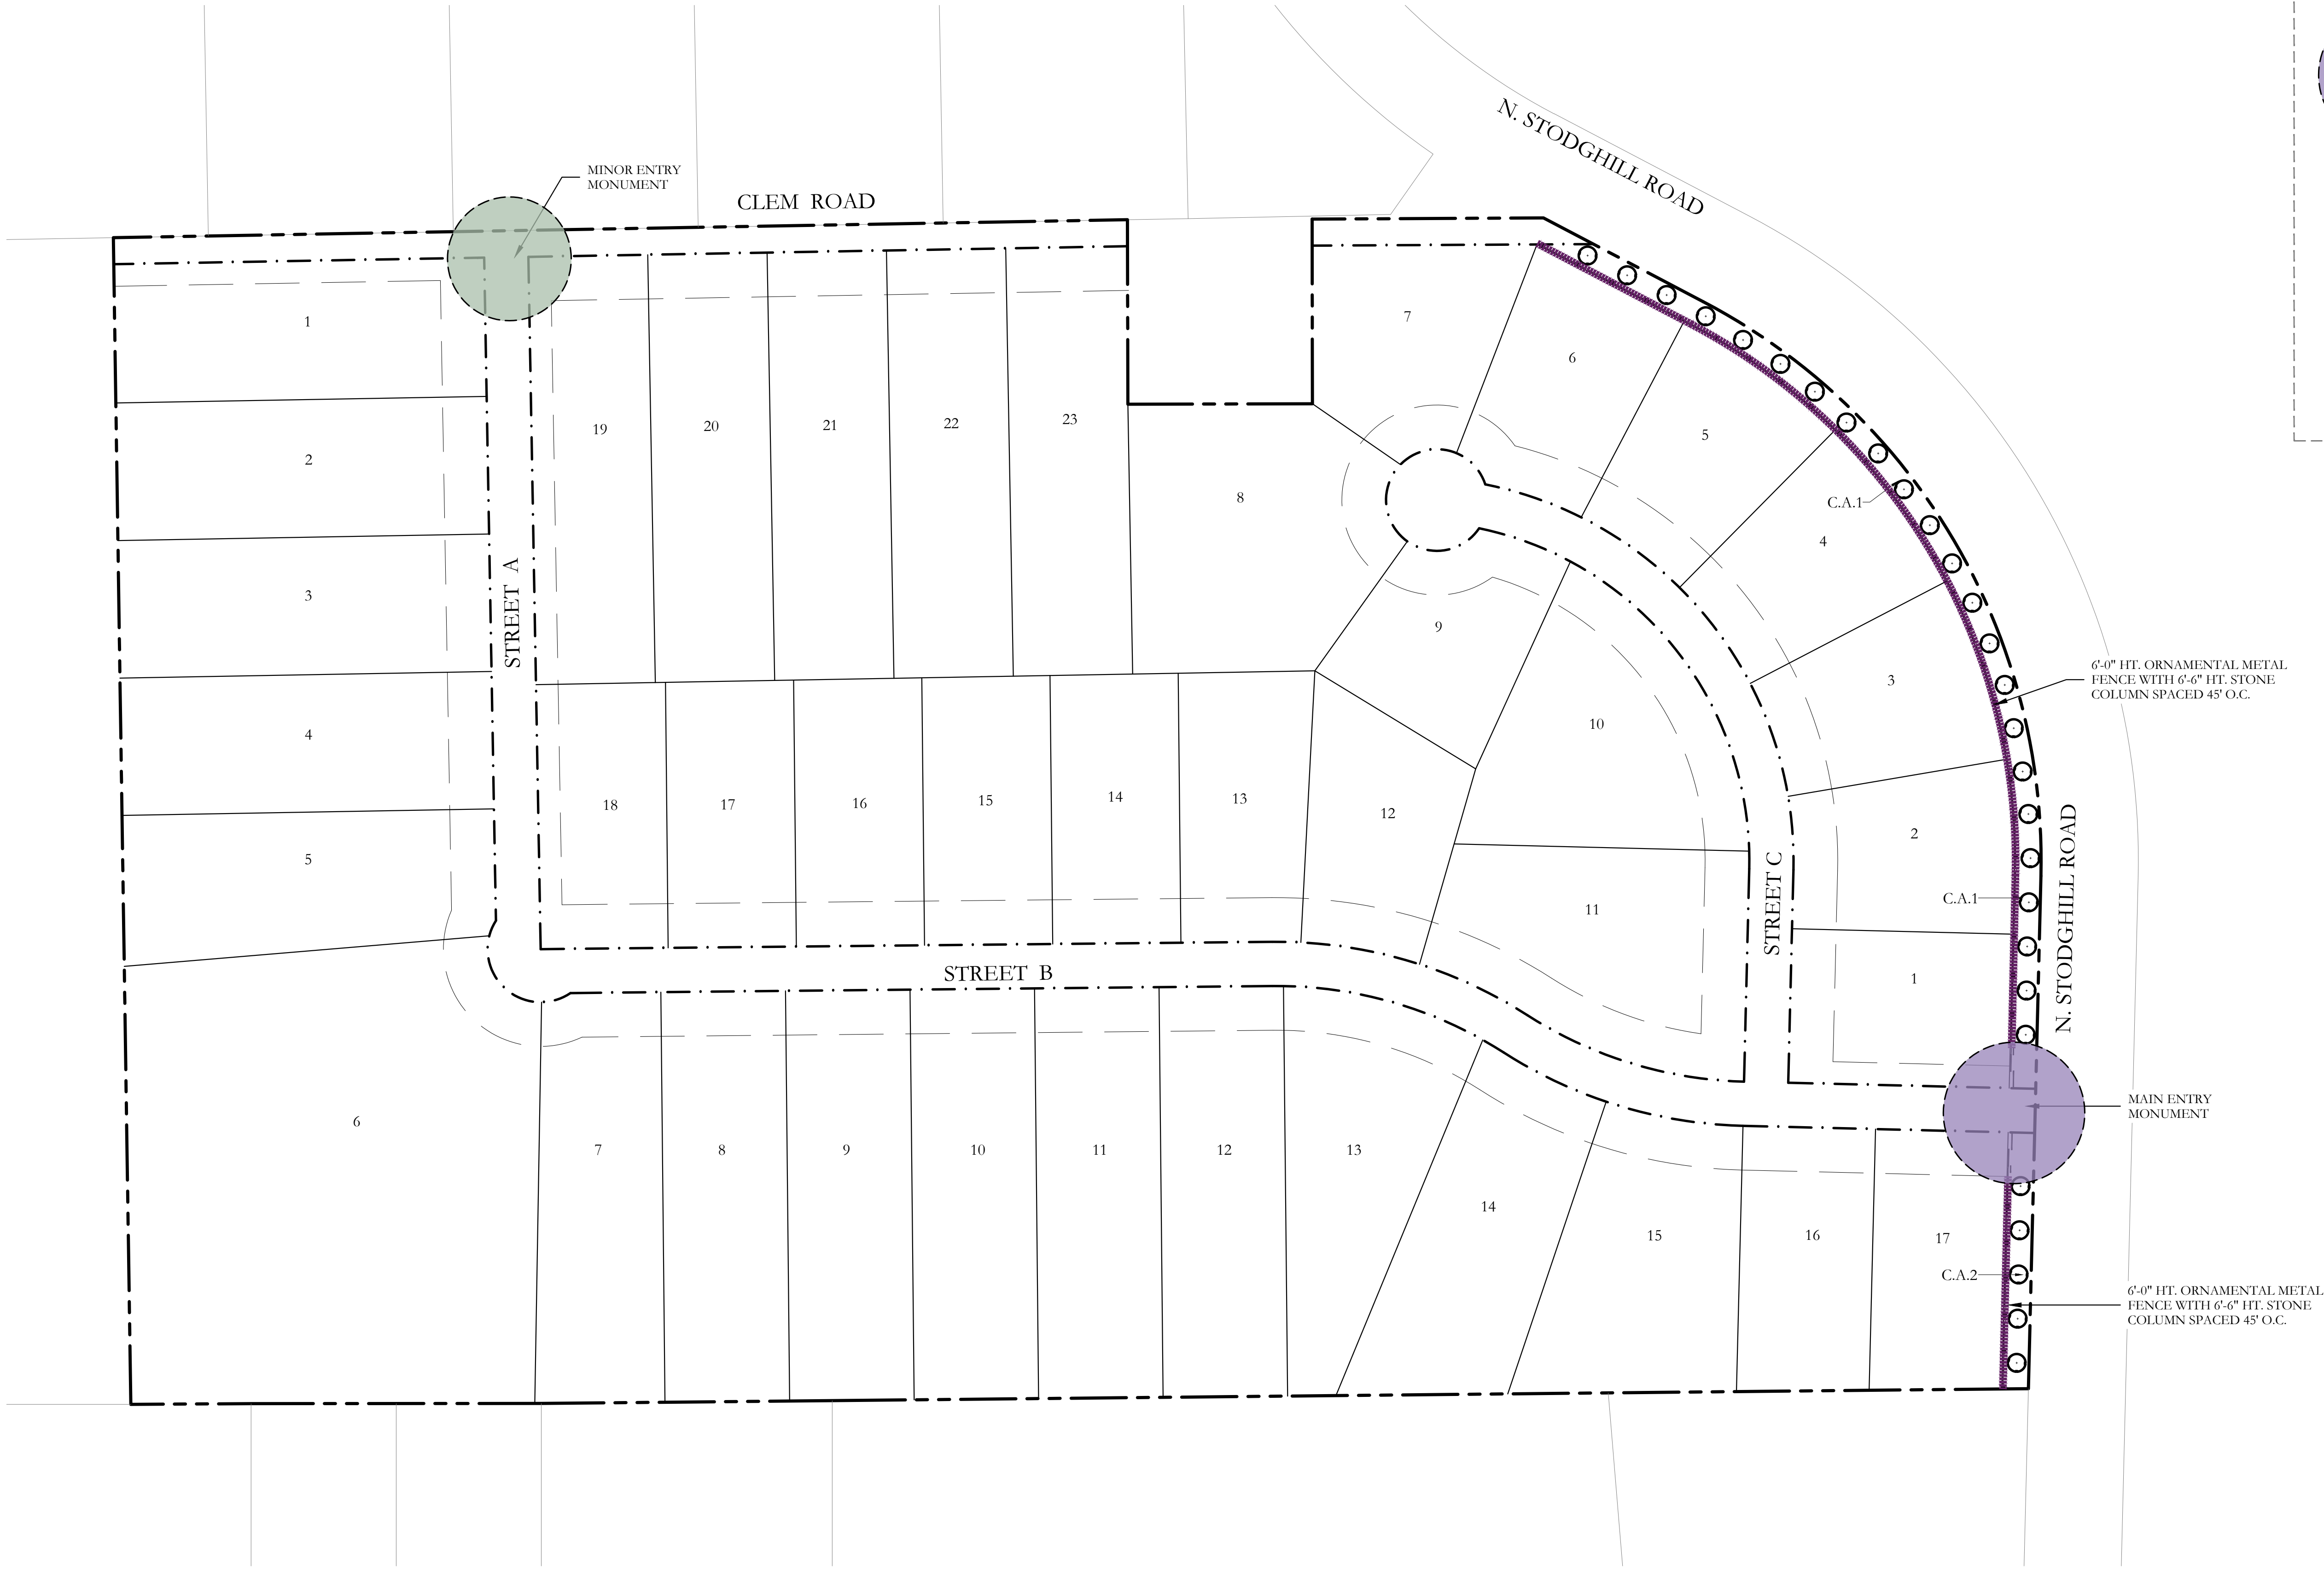 N. STODGHILL ROAD
MINOR ENTRY
MONUMENT
CLEM ROAD
1
2
3
4
5
6
STREET A
19
20
21
22
23
8
7
6
5
4
3
2
1
C.A.1
C.A.1
18
17
16
15
14
13
12
9
10
11
STREET B
STREET C
N. STODGHILL ROAD
6'-0" HT. ORNAMENTAL METAL
FENCE WITH 6'-6" HT. STONE
COLUMN SPACED 45' O.C.
MAIN ENTRY
MONUMENT
7
8
9
10
11
12
13
14
15
16
17
C.A.2
6'-0" HT. ORNAMENTAL METAL
FENCE WITH 6'-6" HT. STONE
COLUMN SPACED 45' O.C.